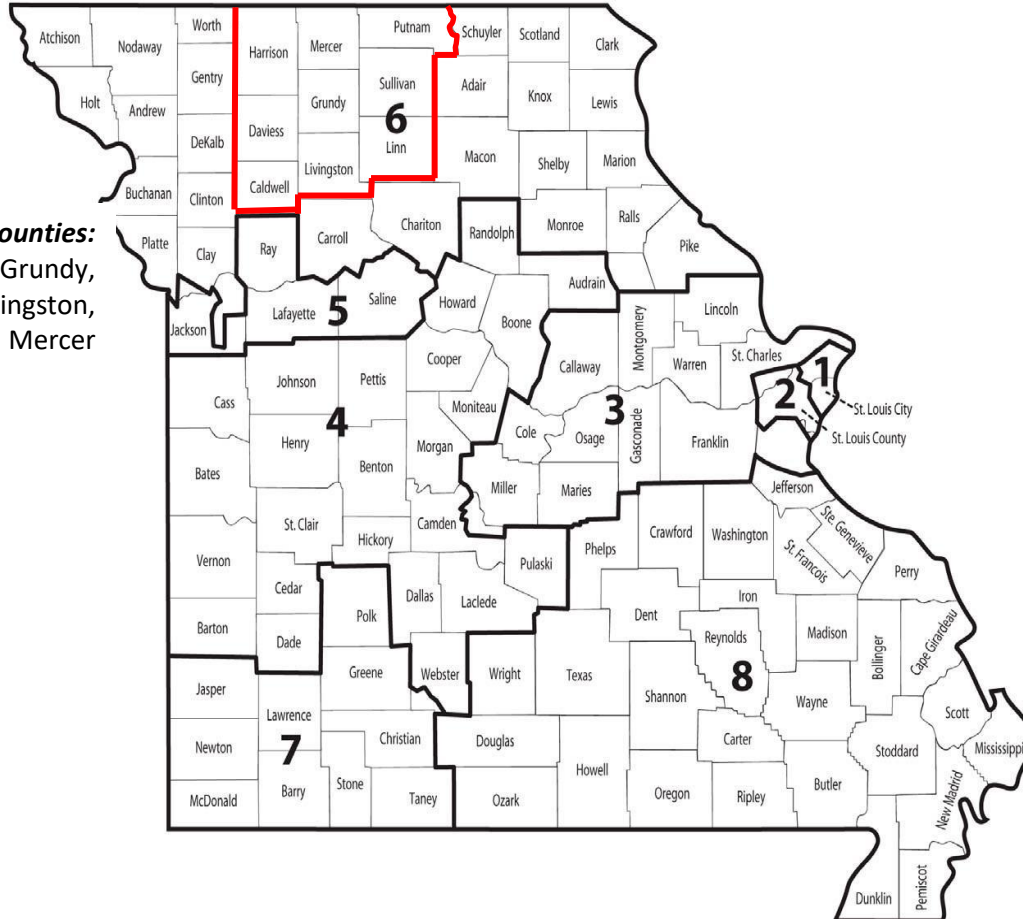 Worth
Putnam
Schuyler
Scotland
Atchison
Nodaway
Harrison
Mercer
Clark
Gentry
Sullivan
Adair
Knox
Lewis
Holt
Andrew
Grundy
6
DeKalb
Daviess
Linn
Macon
Shelby
Marion
Livingston
Buchanan
Clinton
Caldwell
ounties:
Grundy,
ingston,
Mercer
Platte
Clay
Ray
Carroll
Chariton
Randolph
Monroe
Ralls
Pike
Audrain
Jackson
Lafayette
5
Saline
Howard
Boone
Lincoln
Montgomery
Callaway
Warren
St. Charles
1
Cooper
Johnson
Pettis
Cass
Moniteau
2
St. Louis City
St. Louis County
4
Henry
Morgan
Cole
Osage
3
Gasconade
Franklin
Bates
Benton
Miller
Maries
Jefferson
St. Clair
Camden
Crawford
Washington
Ste. Genevieve
St. Francois
Hickory
Phelps
Vernon
Pulaski
Perry
Cedar
Dallas
Laclede
Iron
Polk
Dent
Barton
Dade
Reynolds
Madison
Bollinger
Cape Girardeau
Greene
Webster
Wright
Texas
8
Jasper
Shannon
Wayne
Lawrence
Scott
7
Christian
Douglas
Carter
Newton
Stoddard
Mississippi
Howell
McDonald
Barry
Stone
Taney
Ozark
Oregon
Ripley
Butler
New Madrid
Dunklin
Pemiscot